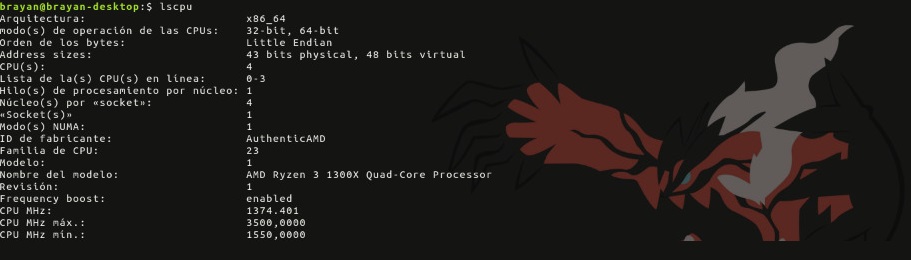 brayan@brayan-desktop:$ lscpu
Arquitectura: x86_64
modo(s) de operación de las CPUs: 32-bit, 64-bit
Orden de los bytes: Little Endian
Address sizes: 43 bits physical, 48 bits virtual
CPU(s): 4
Lista de la(s) CPU(s) en línea: 0-3
Hilo(s) de procesamiento por núcleo: 1
Núcleo(s) por «socket»: 4
«Socket(s)» 1
Modo(s) NUMA: 1
ID de fabricante: AuthenticAMD
Familia de CPU: 23
Modelo: 1
Nombre del modelo: AMD Ryzen 3 1300X Quad-Core Processor
Revisión: 1
Frequency boost: enabled
CPU MHz: 1374.401
CPU MHz máx.: 3500,0000
CPU MHz mín.: 1550,0000